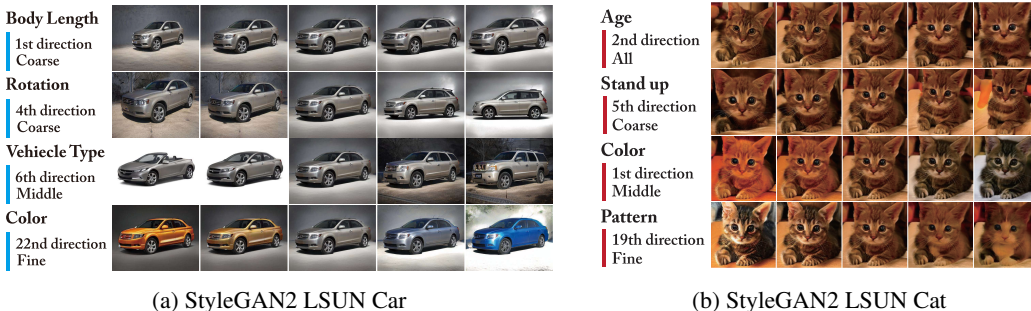 Body Length
1st direction
Coarse
Rotation
4th direction
Coarse
Vehiecle Type
6th direction
Middle
Color
22nd direction
Fine
(a) StyleGAN2 LSUN Car
Age
2nd direction
All
Stand up
5th direction
Coarse
Color
1st direction
Middle
Pattern
19th direction
Fine
(b) StyleGAN2 LSUN Cat